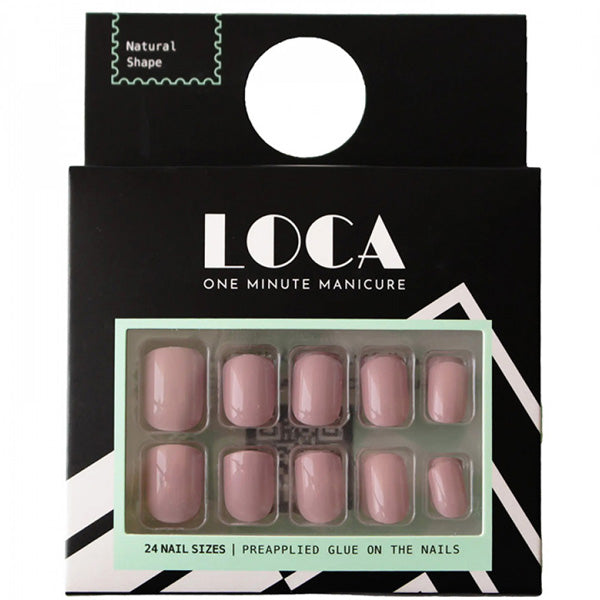 Natural
Shape
LOCA
ONE MINUTE MANICURE
24 NAIL SIZES | PREAPPLIED GLUE ON THE NAILS